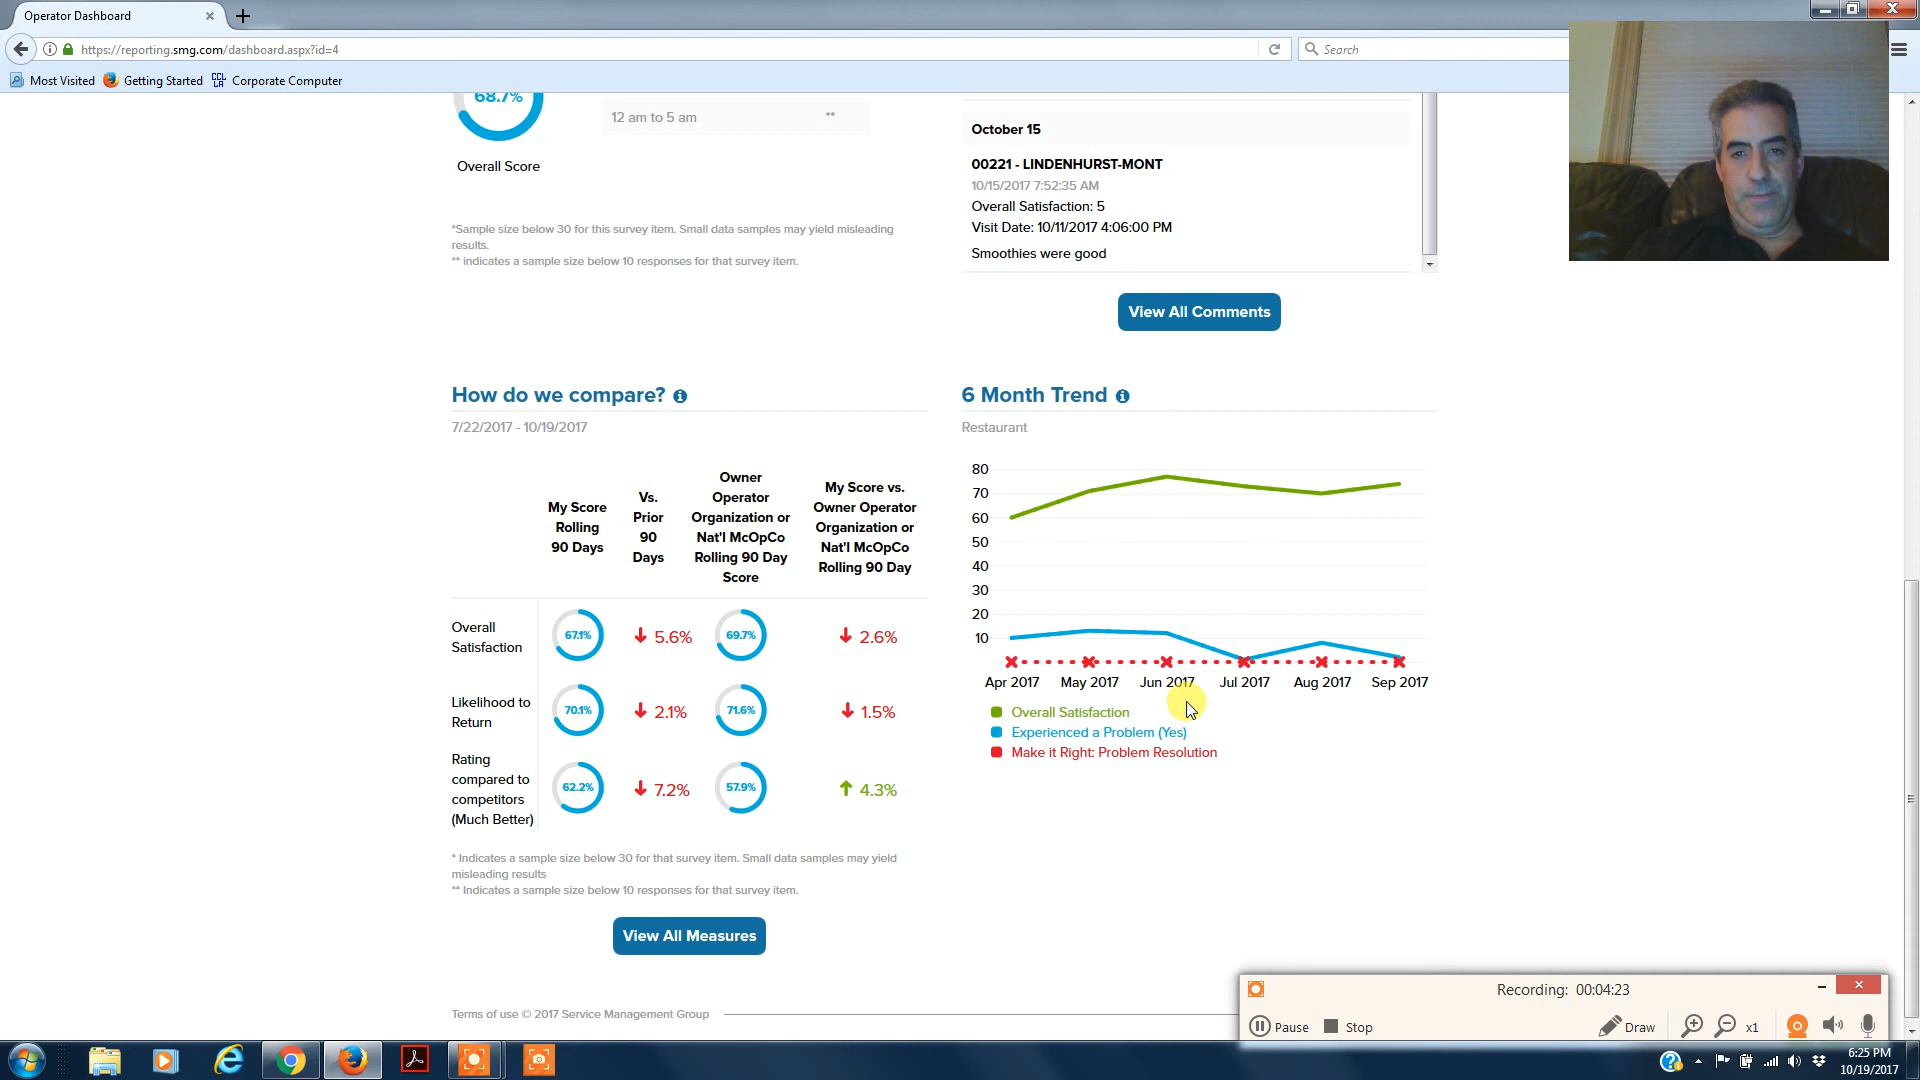 Operator Dashboard
https://reporting.smg.com/dashboard.aspx?id=4
Search
Most Visited
Getting Started
Corporate Computer
68.7%
Overall Score
12 am to 5 am
**
*Sample size below 30 for this survey item. Small data samples may yield misleading
results.
** indicates a sample size below 10 responses for that survey item.
October 15
00221 - LINDENHURST-MONT
10/15/2017 7:52:35 AM
Overall Satisfaction: 5
Visit Date: 10/11/2017 4:06:00 PM
Smoothies were good
View All Comments
How do we compare?
7/22/2017 - 10/19/2017
My Score
Rolling
90 Days
Vs.
Prior
90
Days
Owner
Operator
Organization or
Nat'l McOpCo
Rolling 90 Day
Score
My Score vs.
Owner Operator
Organization or
Nat'l McOpCo
Rolling 90 Day
Overall
Satisfaction
67.1%
5.6%
69.7%
2.6%
Likelihood to
Return
70.1%
2.1%
71.6%
1.5%
Rating
compared to
competitors
(Much Better)
62.2%
7.2%
57.9%
4.3%
* Indicates a sample size below 30 for that survey item. Small data samples may yield
misleading results
** Indicates a sample size below 10 responses for that survey item.
View All Measures
6 Month Trend
Restaurant
80
70
60
50
40
30
20
10
Apr 2017
May 2017
Jun 2017
Jul 2017
Aug 2017
Sep 2017
Overall Satisfaction
Experienced a Problem (Yes)
Make it Right: Problem Resolution
Terms of use © 2017 Service Management Group
Recording: 00:04:23
Pause
Stop
Draw
x1
6:25 PM
10/19/2017